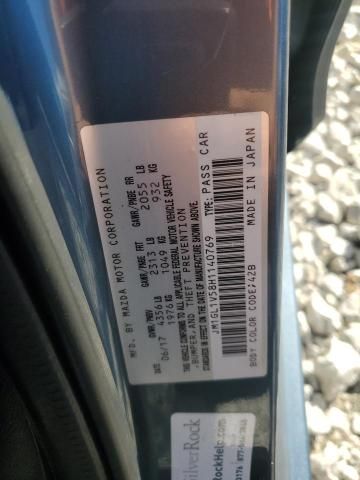 MFD. BY MAZDA MOTOR CORPORATION
06/17
GVWR/PNBV
4356 LB
1976 KG
GAWR/PNBE FRT
2313 LB
1049 KG
GAWR/PNBE RR
2055 LB
932 KG
THIS VEHICLE CONFORMS TO ALL APPLICABLE FEDERAL MOTOR VEHICLE SAFETY
,BUMPER,AND THEFT PREVENTION
STANDARDS IN EFFECT ON THE DATE OF MANUFACTURE SHOWN ABOVE.
JM1GL1V58H1140769
TYPE: PASS CAR
BODY COLOR CODE:42B
MADE IN JAPAN
SilverRock
RockHelp.com